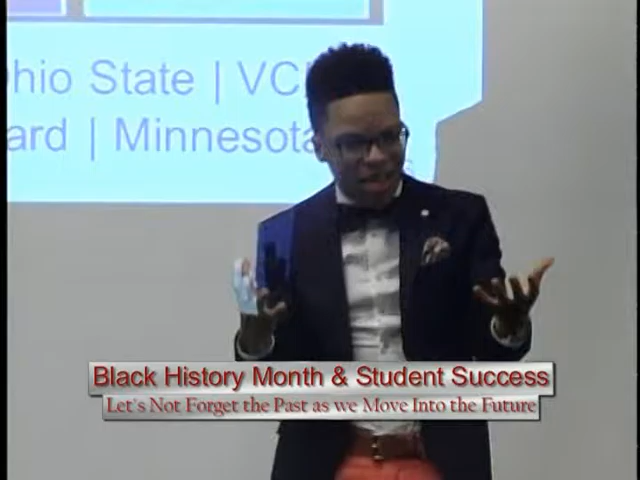 Ohio State | VC
ard | Minnesota
Black History Month & Student Success
Let's Not Forget the Past as we Move Into the Future